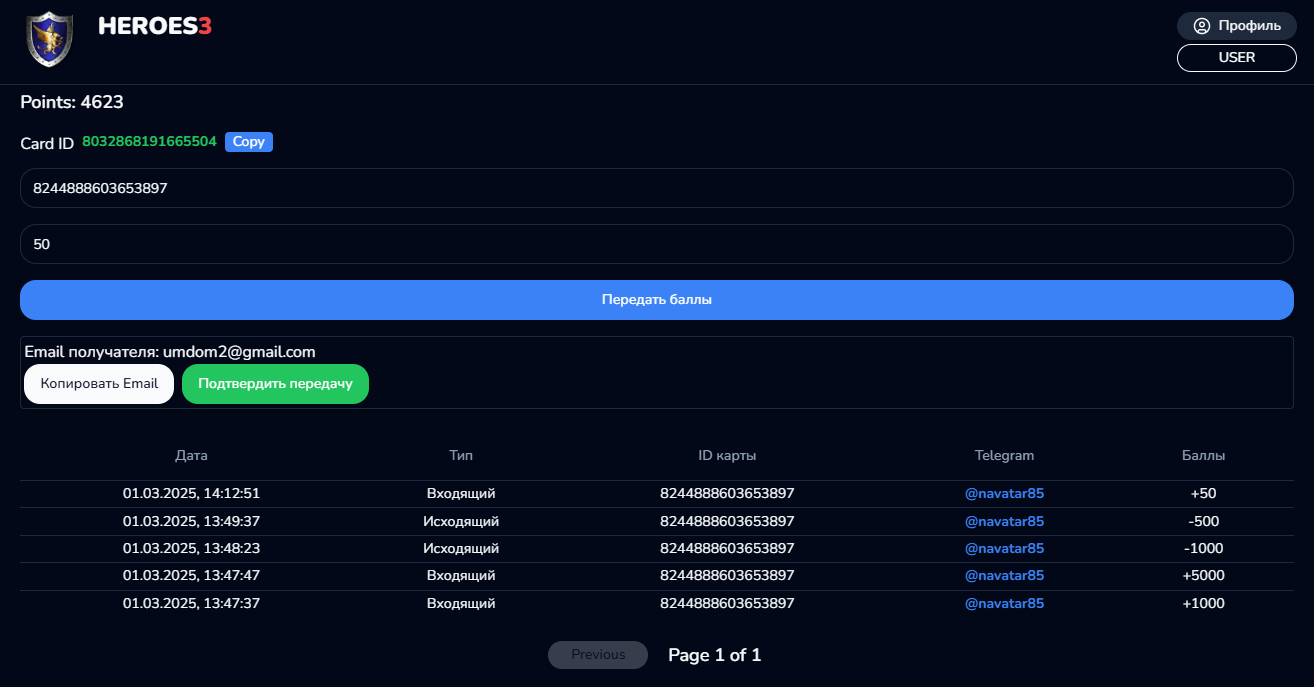 HEROES3
Профиль
USER
Points: 4623
Card ID 8032868191665504 Copy
8244888603653897
50
Передать баллы
Email получателя: umdom2@gmail.com
Копировать Email Подтвердить передачу
Дата Тип ID карты Telegram Баллы
01.03.2025, 14:12:51 Входящий 8244888603653897 @navatar85 +50
01.03.2025, 13:49:37 Исходящий 8244888603653897 @navatar85 -500
01.03.2025, 13:48:23 Исходящий 8244888603653897 @navatar85 -1000
01.03.2025, 13:47:47 Входящий 8244888603653897 @navatar85 +5000
01.03.2025, 13:47:37 Входящий 8244888603653897 @navatar85 +1000
Previous Page 1 of 1